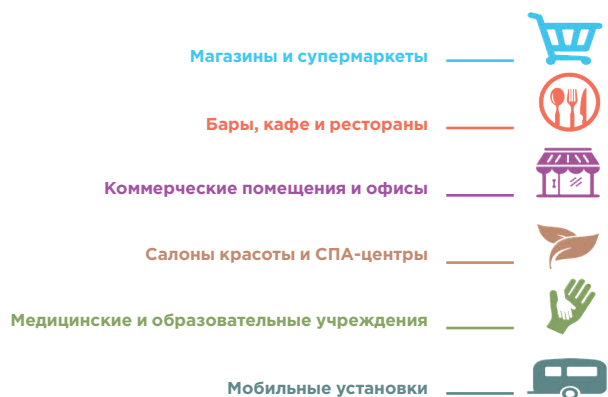 Магазины и супермаркеты
Бары, кафе и рестораны
Коммерческие помещения и офисы
Салоны красоты и СПА-центры
Медицинские и образовательные учреждения
Мобильные установки